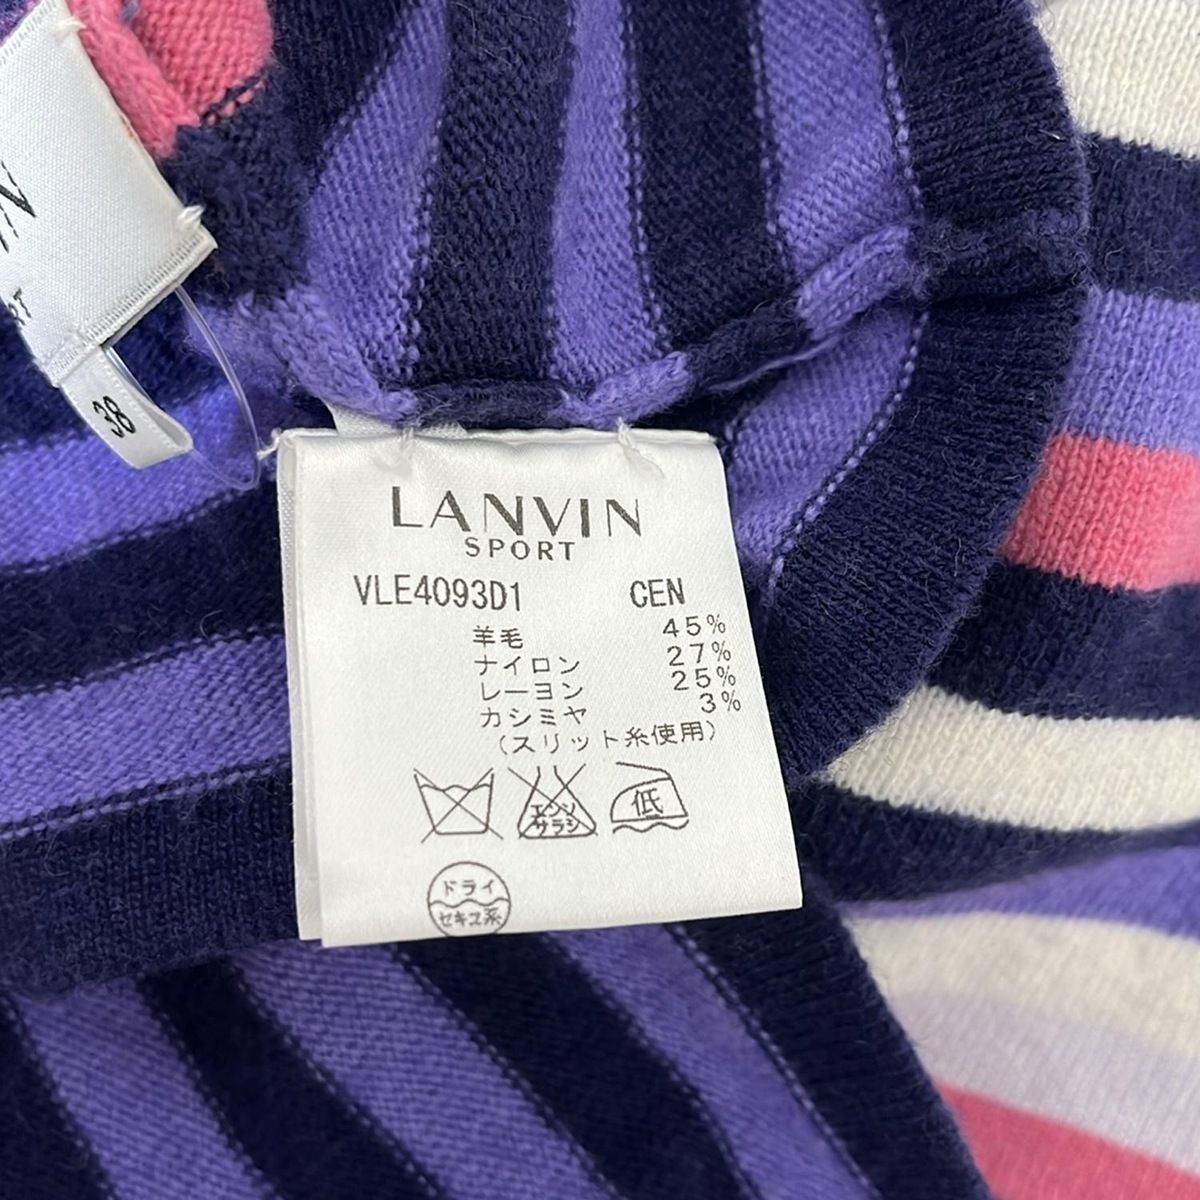 38
LANVIN
SPORT
VLE4093D1 CEN
羊毛 45%
ナイロン 27%
レーヨン 25%
カシミヤ 3%
（スリット糸使用）
エンソ
サラシ
低
ドライ
セキユ系